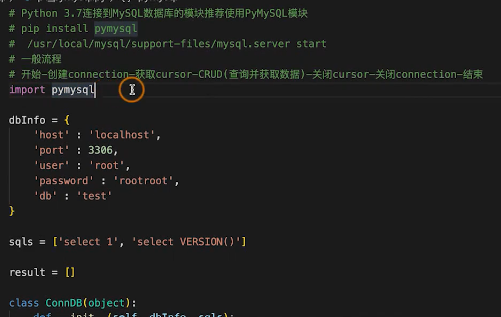 # Python 3.7连接到MySQL数据库的模块推荐使用PyMySQL模块
# pip install pymysql
#  /usr/local/mysql/support-files/mysql.server start
# 一般流程
# 开始-创建connection-获取cursor-CRUD(查询并获取数据)-关闭cursor-关闭connection-结束
import pymysql

dbInfo = {
    'host' : 'localhost',
    'port' : 3306,
    'user' : 'root',
    'password' : 'rootroot',
    'db' : 'test'
}

sqls = ['select 1', 'select VERSION()']

result = []

class ConnDB(object):